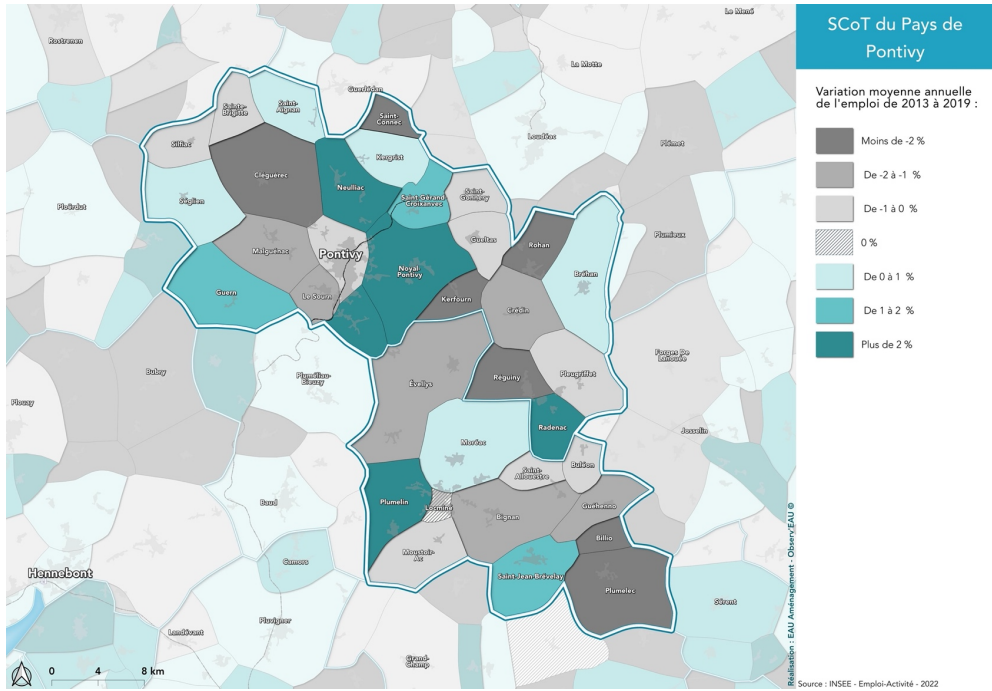 SCoT du Pays de
Pontivy
Variation moyenne annuelle
de l'emploi de 2013 à 2019 :
Moins de -2 %
De -2 à -1 %
De -1 à 0 %
0 %
De 0 à 1 %
De 1 à 2 %
Plus de 2 %
Le Mené
Rostrenen
La Motte
Guerlédan
Sainte-
Brigitte
Saint-
Aignan
Saint-
Connec
Loudéac
Plémet
Silfiac
Kergrist
Cléguérec
Neulliac
Saint-Gérand
Croixanvec
Saint-
Gonnery
Ploërdut
Séglien
Plumieux
Malguénac
Pontivy
Gueltas
Rohan
Bréhan
Noyal-
Pontivy
Guern
Le Sourn
Kerfourn
Crédin
Forges De
Lanouée
Bubry
Pluméliau-
Bieuzy
Évellys
Réguiny
Pleugriffet
Plouay
Radenac
Josselin
Moréac
Buléon
Saint-
Allouestre
Baud
Plumelin
Locminé
Bignan
Guéhenno
Billio
Moustoir-
Ac
Camors
Hennebont
Saint-Jean-Brévelay
Plumelec
Sérent
Pluvigner
Landévant
Grand-
Champ
0 4 8 km
Réalisation : EAU Aménagement - Observ'EAU ©
Source : INSEE - Emploi-Activité - 2022